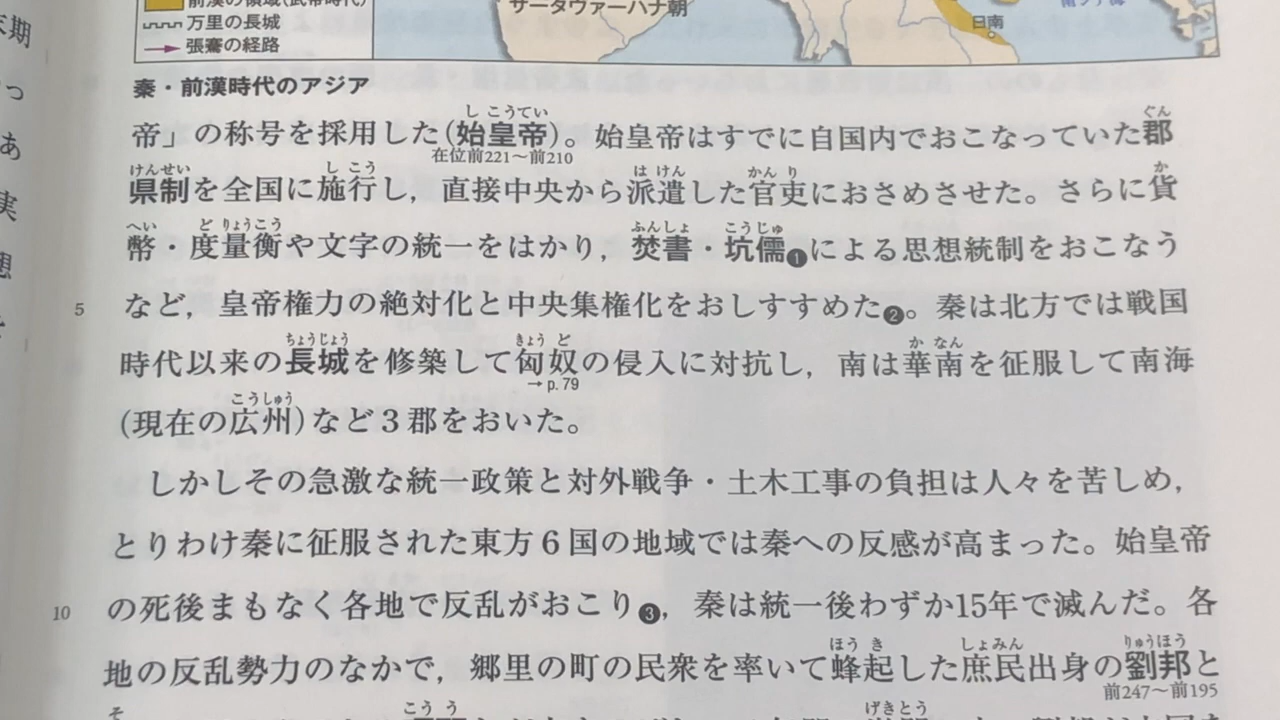 前漢の領域(武帝時代)
万里の長城
張騫の経路
サータヴァーハナ朝
日南
秦・前漢時代のアジア
帝」の称号を採用した(始皇帝)。始皇帝はすでに自国内でおこなっていた郡
在位前221〜前210
県制を全国に施行し，直接中央から派遣した官吏におさめさせた。さらに貨
幣・度量衡や文字の統一をはかり，焚書・坑儒❶による思想統制をおこなう
5 など，皇帝権力の絶対化と中央集権化をおしすすめた❷。秦は北方では戦国
時代以来の長城を修築して匈奴の侵入に対抗し，南は華南を征服して南海
→p.79
(現在の広州)など3郡をおいた。
しかしその急激な統一政策と対外戦争・土木工事の負担は人々を苦しめ，
とりわけ秦に征服された東方6国の地域では秦への反感が高まった。始皇帝
10 の死後まもなく各地で反乱がおこり❸，秦は統一後わずか15年で滅んだ。各
地の反乱勢力のなかで，郷里の町の民衆を率いて蜂起した庶民出身の劉邦と
前247〜前195